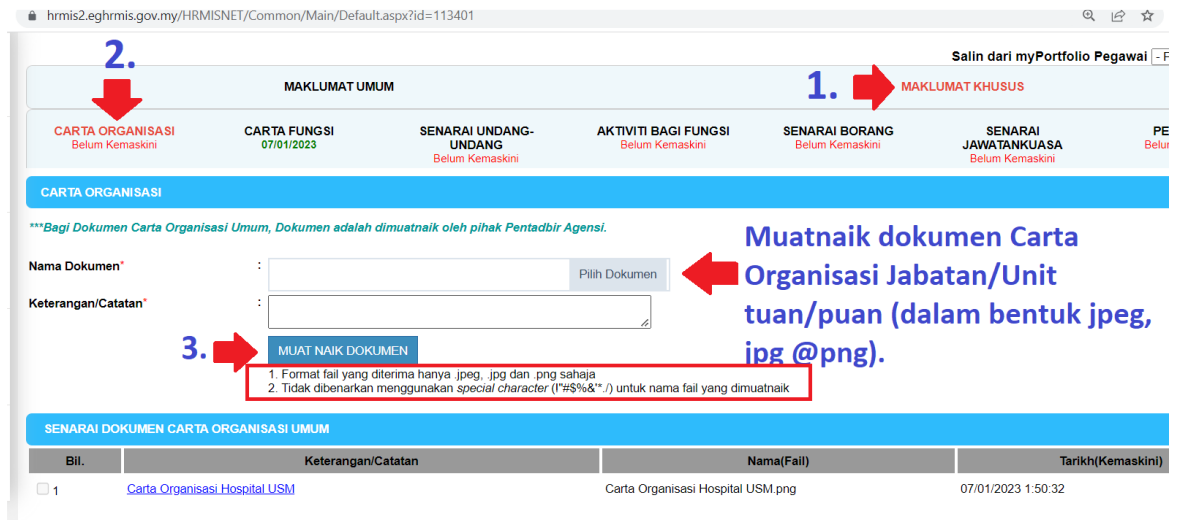 hrmis2.eghrmis.gov.my/HRMISNET/Common/Main/Default.aspx?id=113401
2.
Salin dari myPortfolio Pegawai
MAKLUMAT UMUM
1.
MAKLUMAT KHUSUS
CARTA ORGANISASI
Belum Kemaskini
CARTA FUNGSI
07/01/2023
SENARAI UNDANG-
UNDANG
Belum Kemaskini
AKTIVITI BAGI FUNGSI
Belum Kemaskini
SENARAI BORANG
Belum Kemaskini
SENARAI
JAWATANKUASA
Belum Kemaskini
CARTA ORGANISASI
***Bagi Dokumen Carta Organisasi Umum, Dokumen adalah dimuatnaik oleh pihak Pentadbir Agensi.
Nama Dokumen* :
Pilih Dokumen
Muatnaik dokumen Carta
Organisasi Jabatan/Unit
tuan/puan (dalam bentuk jpeg,
jpg @png).
Keterangan/Catatan* :
3.
MUAT NAIK DOKUMEN
1. Format fail yang diterima hanya .jpeg, .jpg dan .png sahaja
2. Tidak dibenarkan menggunakan special character (!"#$%&'*./) untuk nama fail yang dimuatnaik
SENARAI DOKUMEN CARTA ORGANISASI UMUM
Bil. Keterangan/Catatan Nama(Fail) Tarikh(Kemaskini)
1 Carta Organisasi Hospital USM Carta Organisasi Hospital USM.png 07/01/2023 1:50:32